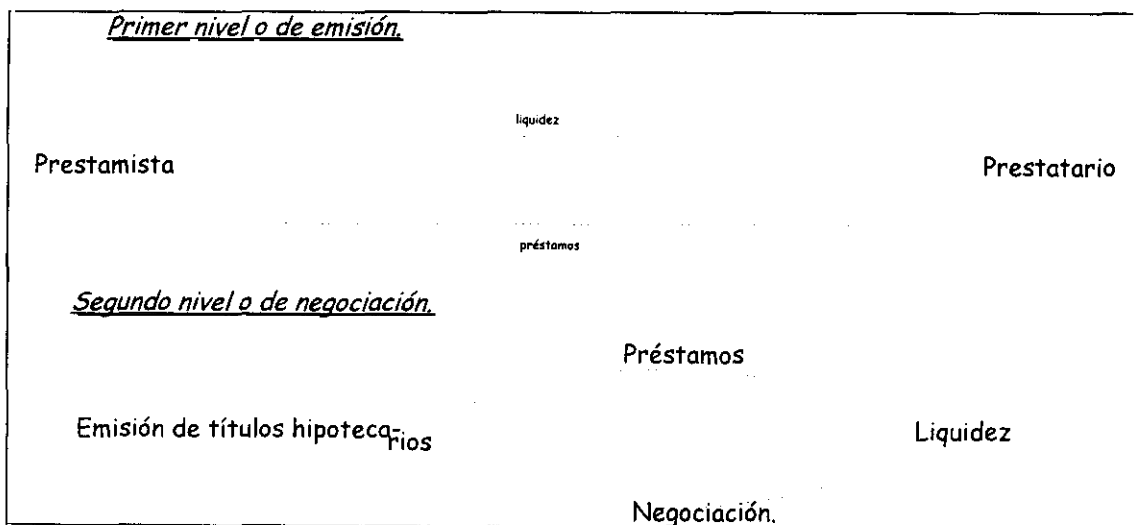 Primer nivel o de emisión.
liquidez
Prestamista Prestatario
préstamos
Segundo nivel o de negociación.
Préstamos
Emisión de títulos hipoteca-rios Liquidez
Negociación.